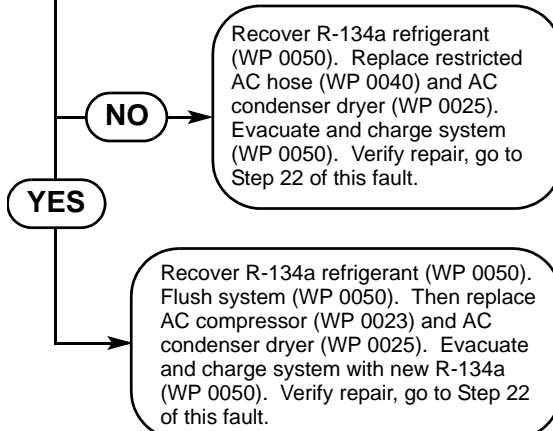 NO
Recover R-134a refrigerant
(WP 0050).  Replace restricted
AC hose (WP 0040) and AC
condenser dryer (WP 0025).
Evacuate and charge system
(WP 0050).  Verify repair, go to
Step 22 of this fault.
YES
Recover R-134a refrigerant (WP 0050).
Flush system (WP 0050).  Then replace
AC compressor (WP 0023) and AC
condenser dryer (WP 0025).  Evacuate
and charge system with new R-134a
(WP 0050).  Verify repair, go to Step 22
of this fault.